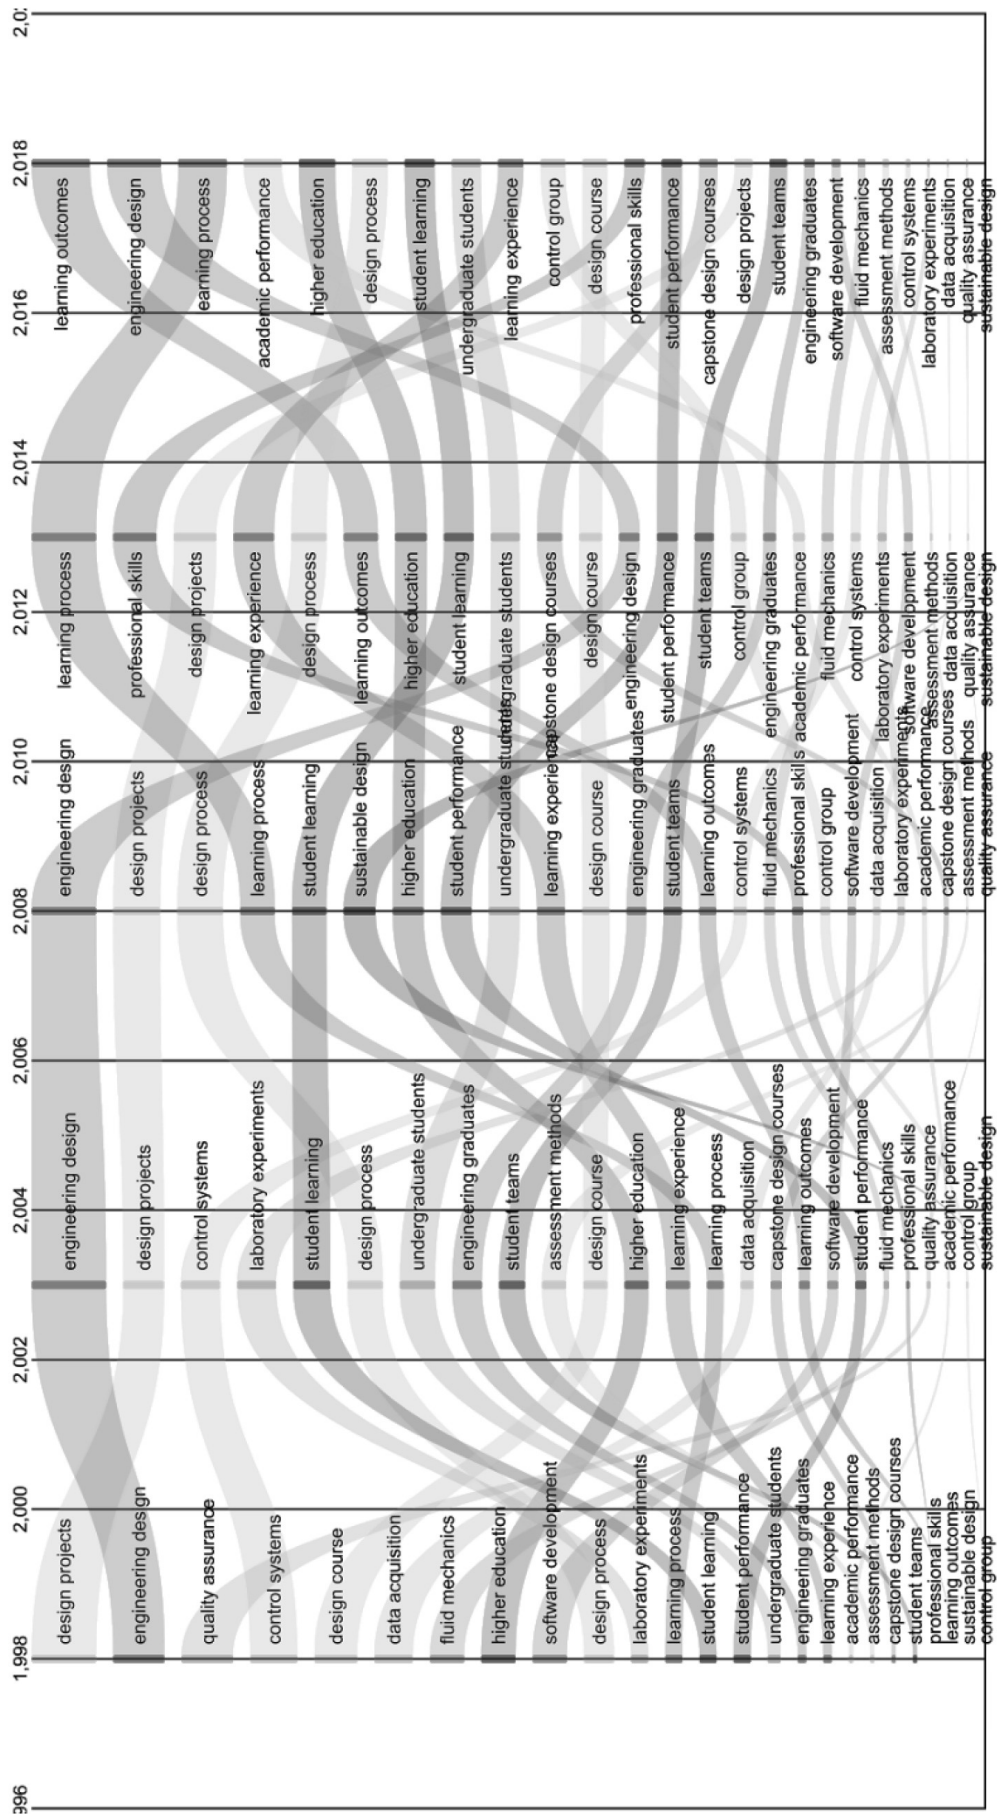 2,0
2,018
learning outcomes
engineering design
earning process
academic performance
higher education
design process
student learning
undergraduate students
learning experience
control group
design course
professional skills
student performance
capstone design courses
design projects
student teams
engineering graduates
software development
fluid mechanics
assessment methods
control systems
laboratory experiments
data acquisition
quality assurance
sustainable design
2,016
2,014
learning process
professional skills
design projects
learning experience
design process
learning outcomes
higher education
student learning
undergraduate students
capstone design courses
design course
engineering design
student performance
student teams
control group
engineering graduates
academic performance
fluid mechanics
control systems
laboratory experiments
software development
assessment methods
data acquisition
quality assurance
sustainable design
2,012
2,010
engineering design
design projects
design process
learning process
student learning
sustainable design
higher education
student performance
undergraduate students
learning experience
design course
engineering graduates
student teams
learning outcomes
control systems
fluid mechanics
professional skills
control group
software development
data acquisition
laboratory experiments
academic performance
capstone design courses
assessment methods
quality assurance
2,008
2,006
engineering design
design projects
control systems
laboratory experiments
student learning
design process
undergraduate students
engineering graduates
student teams
assessment methods
design course
higher education
learning experience
learning process
data acquisition
capstone design courses
learning outcomes
software development
student performance
fluid mechanics
professional skills
quality assurance
academic performance
control group
sustainable design
2,004
2,002
2,000
design projects
engineering design
quality assurance
control systems
design course
data acquisition
fluid mechanics
higher education
software development
design process
laboratory experiments
learning process
student learning
student performance
undergraduate students
engineering graduates
learning experience
academic performance
assessment methods
capstone design courses
student teams
professional skills
learning outcomes
sustainable design
control group
1,998
996